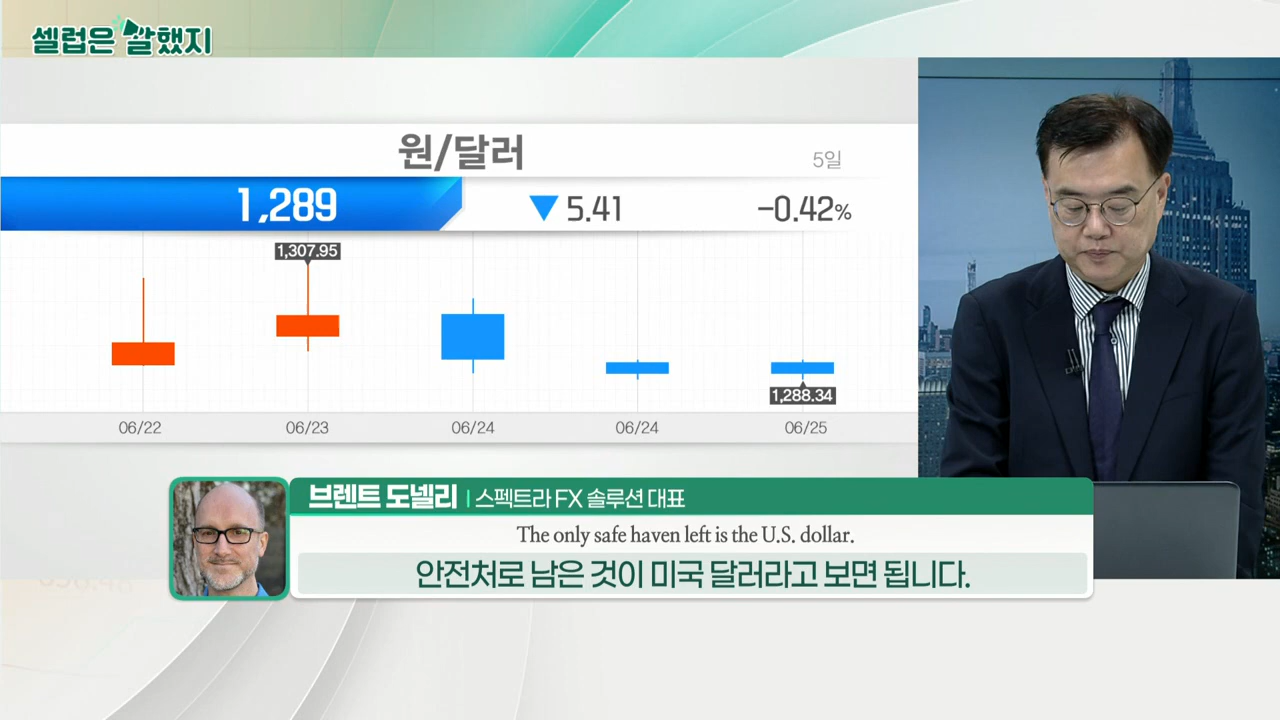 셀럽은 말했지
원/달러
5일
1,289
▼ 5.41
-0.42%
1,307.95
1,288.34
06/22
06/23
06/24
06/24
06/25
브렌트 도넬리 | 스펙트라 FX 솔루션 대표
The only safe haven left is the U.S. dollar.
안전처로 남은 것이 미국 달러라고 보면 됩니다.